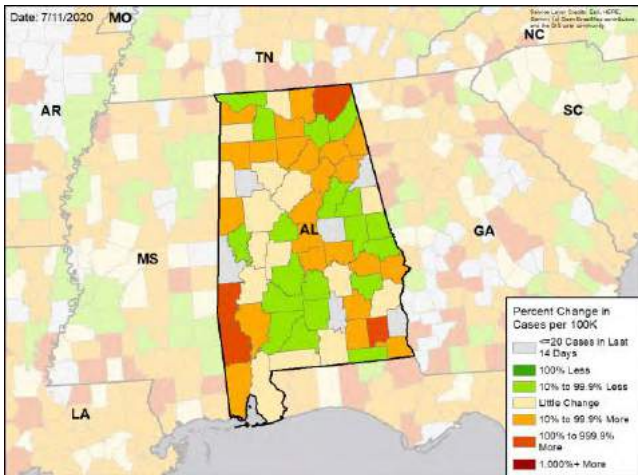 Date: 7/11/2020
MO
NC
TN
AR
SC
AL
MS
GA
LA
Percent Change in
Cases per 100K
<=20 Cases in Last
14 Days
100% Less
10% to 99.9% Less
Little Change
10% to 99.9% More
100% to 999.9%
More
1,000%+ More